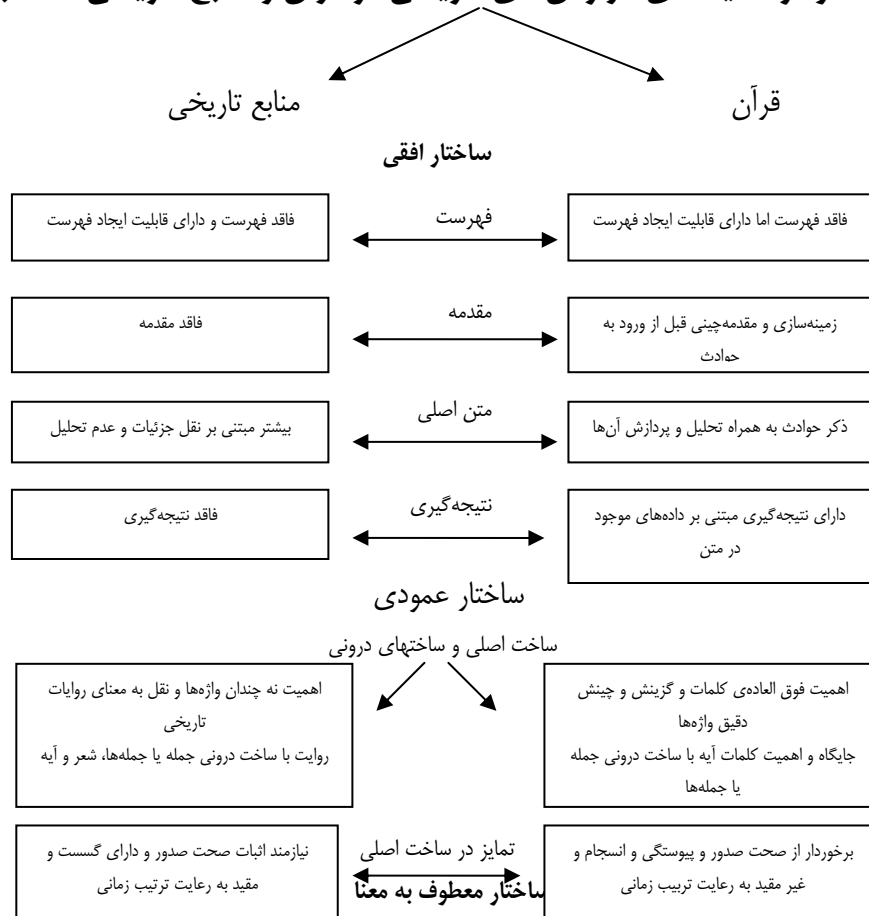 قرآن
منابع تاریخی
ساختار افقی
فاقد فهرست اما دارای قابلیت ایجاد فهرست
فهرست
فاقد فهرست و دارای قابلیت ایجاد فهرست
زمینه‌سازی و مقدمه‌چینی قبل از ورود به
حوادث
مقدمه
فاقد مقدمه
ذکر حوادث به همراه تحلیل و پردازش آن‌ها
متن اصلی
بیشتر مبتنی بر نقل جزئیات و عدم تحلیل
دارای نتیجه‌گیری مبتنی بر داده‌های موجود
در متن
نتیجه‌گیری
فاقد نتیجه‌گیری
ساختار عمودی
ساخت اصلی و ساختهای درونی
اهمیت فوق العاده‌ی کلمات و گزینش و چینش
دقیق واژه‌ها
جایگاه و اهمیت کلمات آیه با ساخت درونی جمله
یا جمله‌ها
اهمیت نه چندان واژه‌ها و نقل به معنای روایات
تاریخی
روایت با ساخت درونی جمله یا جمله‌ها، شعر و آیه
برخوردار از صحت صدور و پیوستگی و انسجام و
غیر مقید به رعایت تربیب زمانی
تمایز در ساخت اصلی
نیازمند اثبات صحت صدور و دارای گسست و
مقید به رعایت ترتیب زمانی
ساختار معطوف به معنا